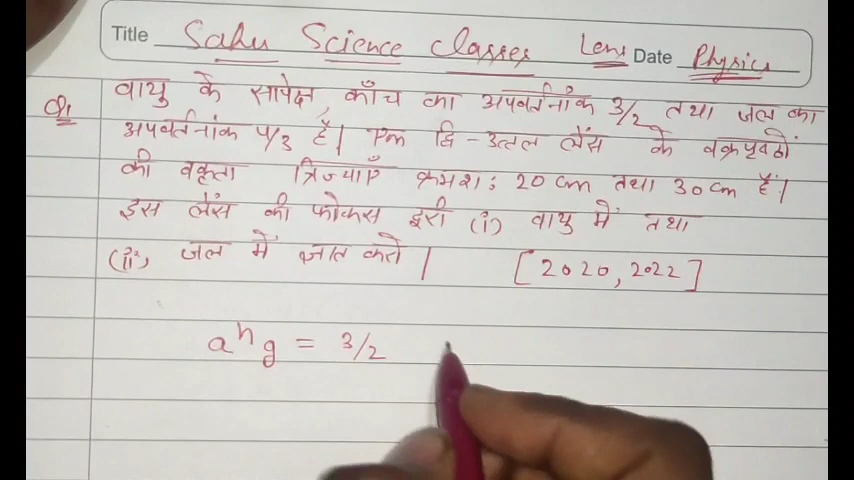 Title Sahu Science Classes Lens Date Physics
Q1 वायु के सापेक्ष, काँच का अपवर्तनांक 3/2 तथा जल का
अपवर्तनांक 4/3 है। एक द्वि-उत्तल लेंस के वक्रपृष्ठों
की वक्रता त्रिज्याएँ क्रमशः 20 cm तथा 30 cm हैं।
इस लेंस की फोकस दूरी (i) वायु में तथा
(ii) जल में ज्ञात करो। [2020, 2022]
a n g = 3/2